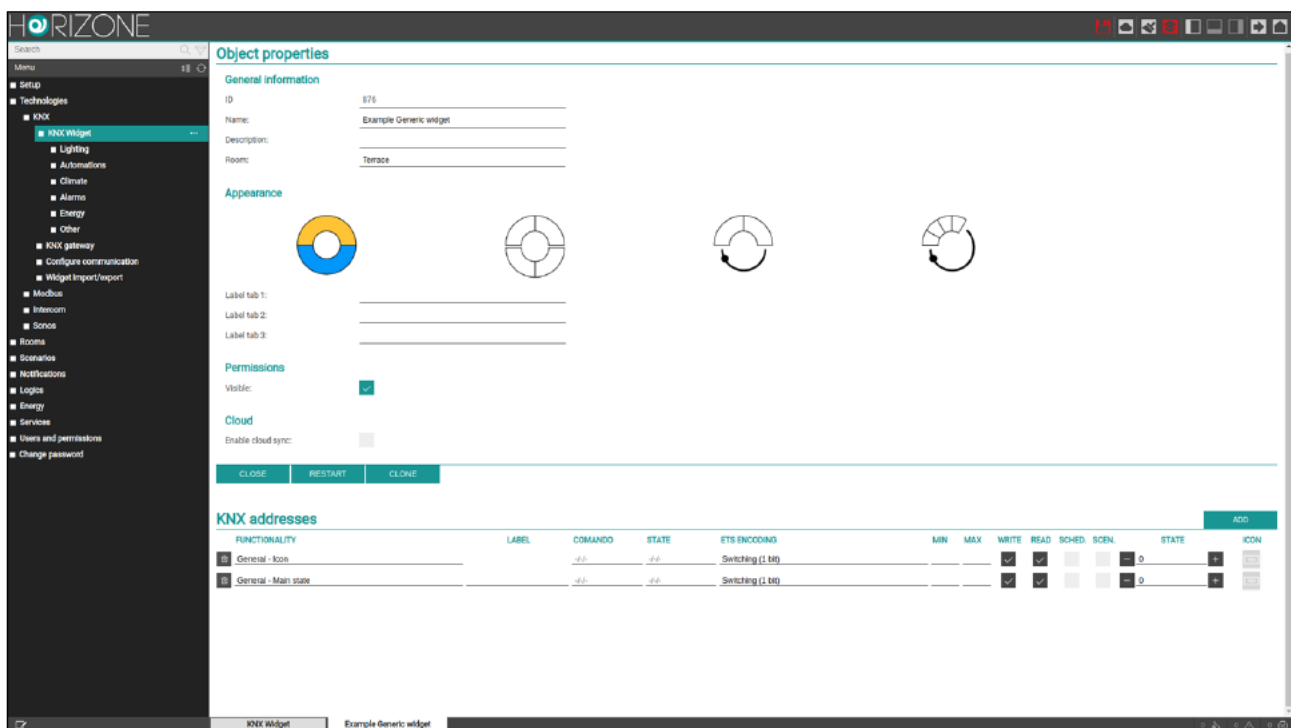 HORIZONE
Search
Menu
Setup
Technologies
KNX
KNX Widget ...
Lighting
Automations
Climate
Alarms
Energy
Other
KNX gateway
Configure communication
Widget Import/export
Modbus
Intercom
Sonos
Rooms
Scenarios
Notifications
Logics
Energy
Services
Users and permissions
Change password
Object properties
General information
ID 876
Name: Example Generic widget
Description:
Room: Terrace
Appearance
Label tab 1:
Label tab 2:
Label tab 3:
Permissions
Visible:
Cloud
Enable cloud sync:
CLOSE RESTART CLONE
KNX addresses ADD
FUNCTIONALITY LABEL COMANDO STATE ETS ENCODING MIN MAX WRITE READ SCHED. SCEN. STATE ICON
General - Icon -/-/- -/-/- Switching (1 bit) 0
General - Main state -/-/- -/-/- Switching (1 bit) 0
KNX Widget Example Generic widget